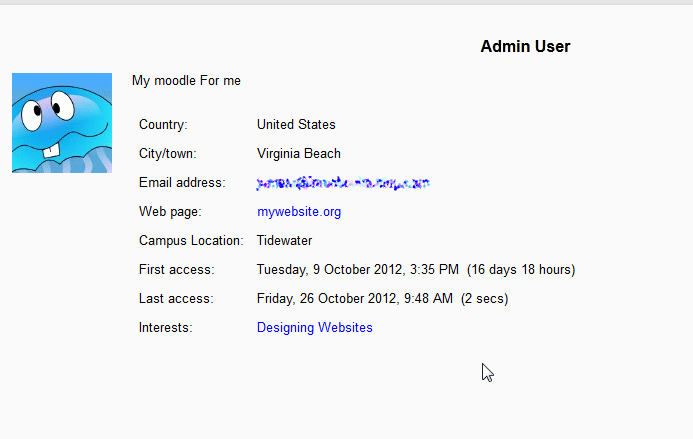 Admin User
My moodle For me
Country: United States
City/town: Virginia Beach
Email address:
Web page: mywebsite.org
Campus Location: Tidewater
First access: Tuesday, 9 October 2012, 3:35 PM (16 days 18 hours)
Last access: Friday, 26 October 2012, 9:48 AM (2 secs)
Interests: Designing Websites